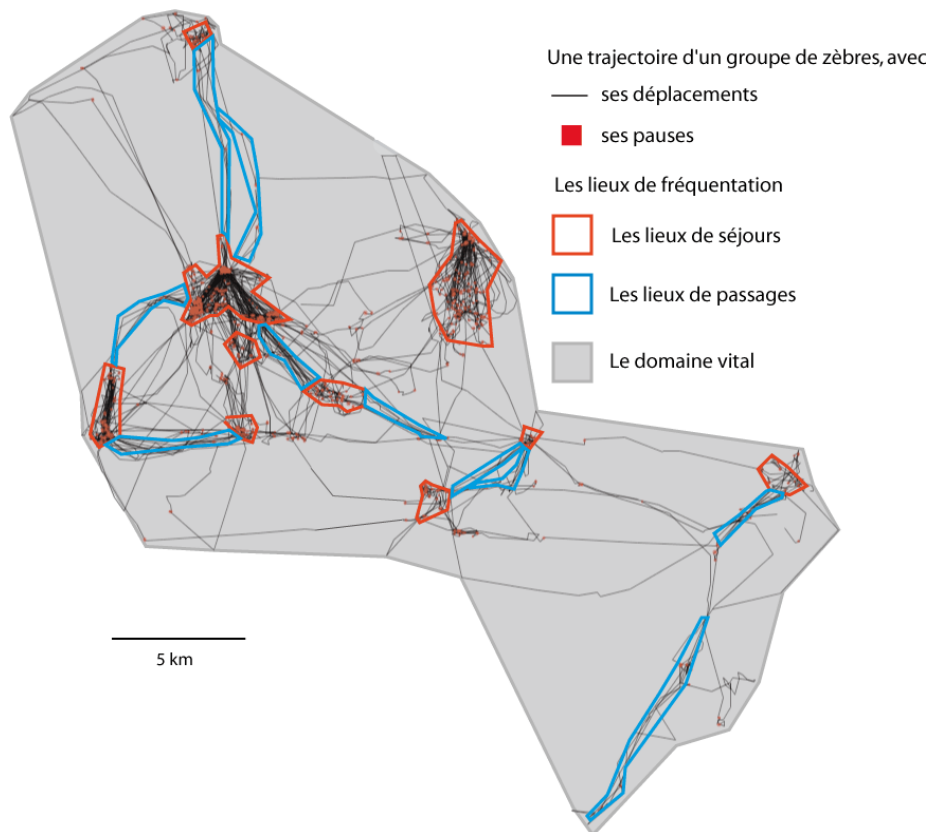 Une trajectoire d'un groupe de zèbres, avec
ses déplacements
ses pauses
Les lieux de fréquentation
Les lieux de séjours
Les lieux de passages
Le domaine vital
5 km